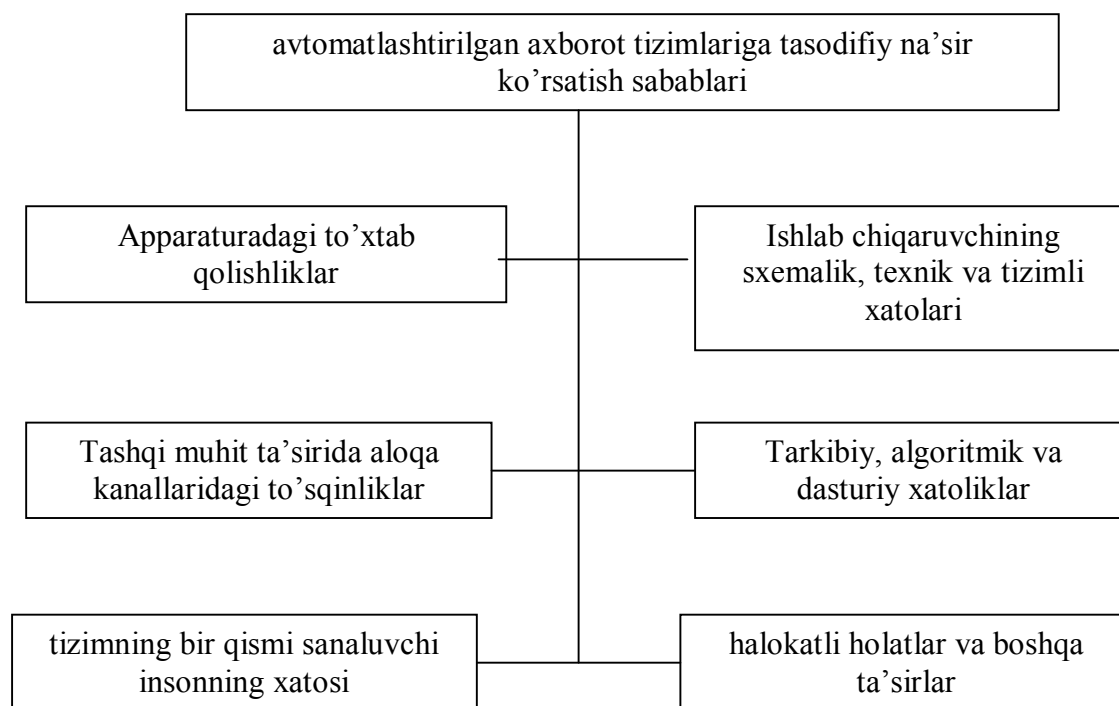 avtomatlashtirilgan axborot tizimlariga tasodifiy na’sir
ko’rsatish sabablari
Apparaturadagi to’xtab
qolishliklar
Ishlab chiqaruvchining
sxemalik, texnik va tizimli
xatolari
Tashqi muhit ta’sirida aloqa
kanallaridagi to’sqinliklar
Tarkibiy, algoritmik va
dasturiy xatoliklar
tizimning bir qismi sanaluvchi
insonning xatosi
halokatli holatlar va boshqa
ta’sirlar